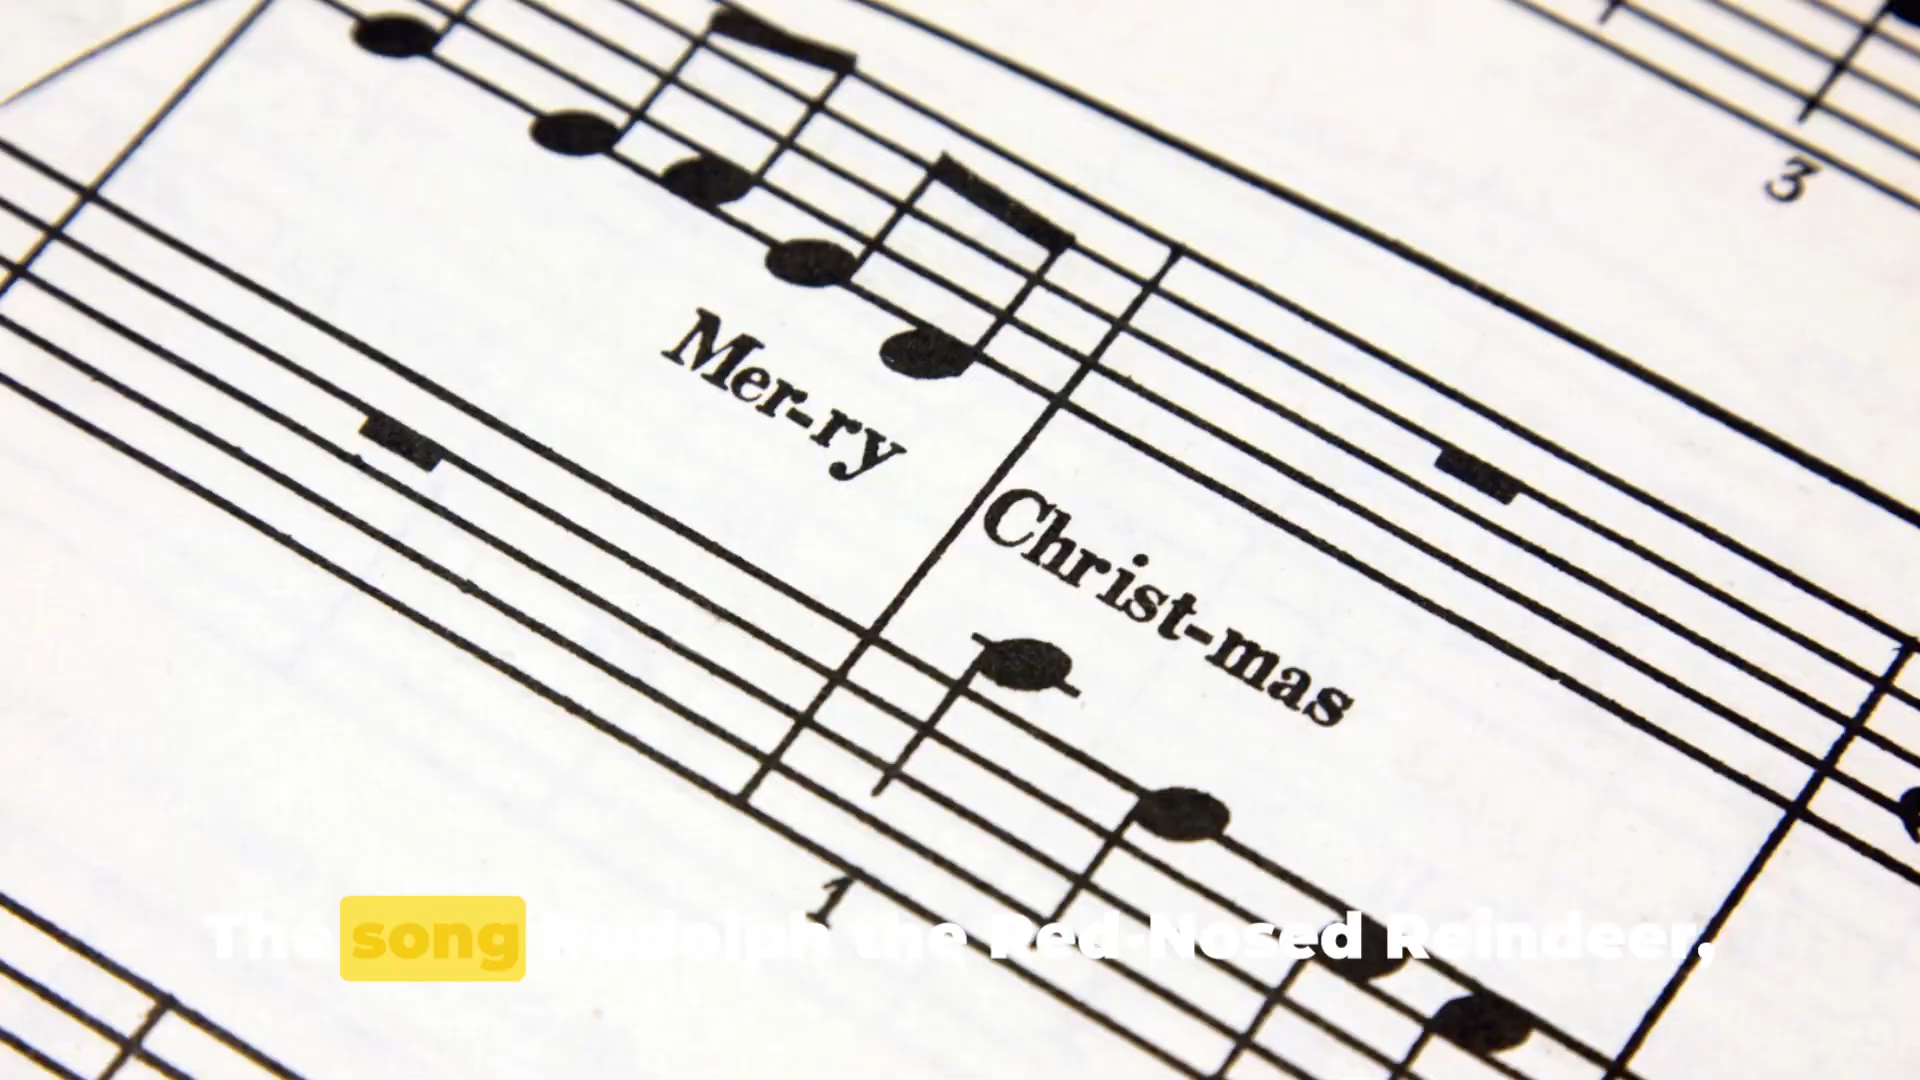 3
Mer-ry
Christ-mas
1
The song Rudolph the Red-Nosed Reindeer,